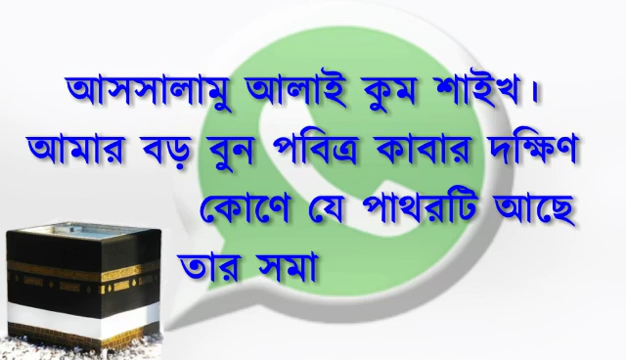 আসসালামু আলাই কুম শাইখ।
আমার বড় বুন পবিত্র কাবার দক্ষিণ
কোণে যে পাথরটি আছে
তার সমা